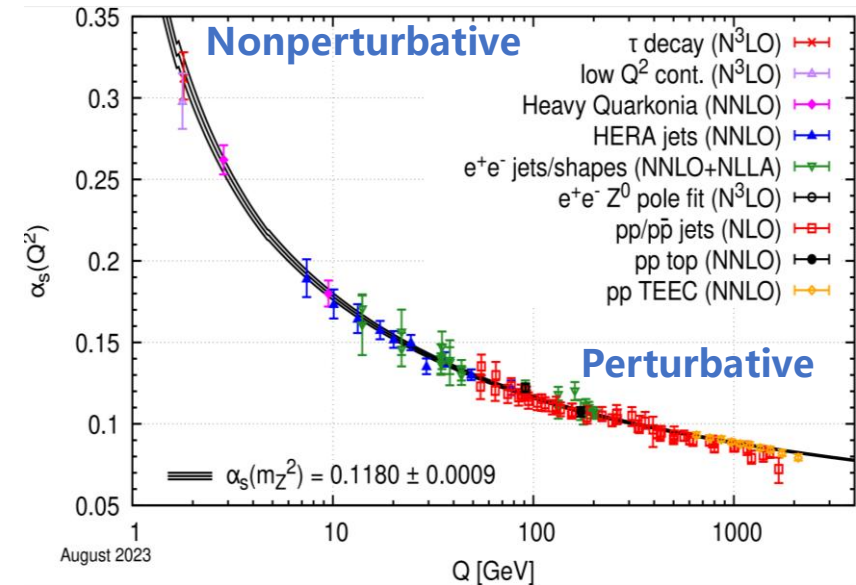 0.35
Nonperturbative
τ decay (N³LO)
low Q² cont. (N³LO)
0.3
Heavy Quarkonia (NNLO)
HERA jets (NNLO)
e⁺e⁻ jets/shapes (NNLO+NLLA)
0.25
e⁺e⁻ Z⁰ pole fit (N³LO)
pp/pp̄ jets (NLO)
αₛ(Q²)
0.2
pp top (NNLO)
pp TEEC (NNLO)
0.15
Perturbative
0.1
αₛ(m_Z²) = 0.1180 ± 0.0009
0.05
1 10 100 1000
August 2023
Q [GeV]